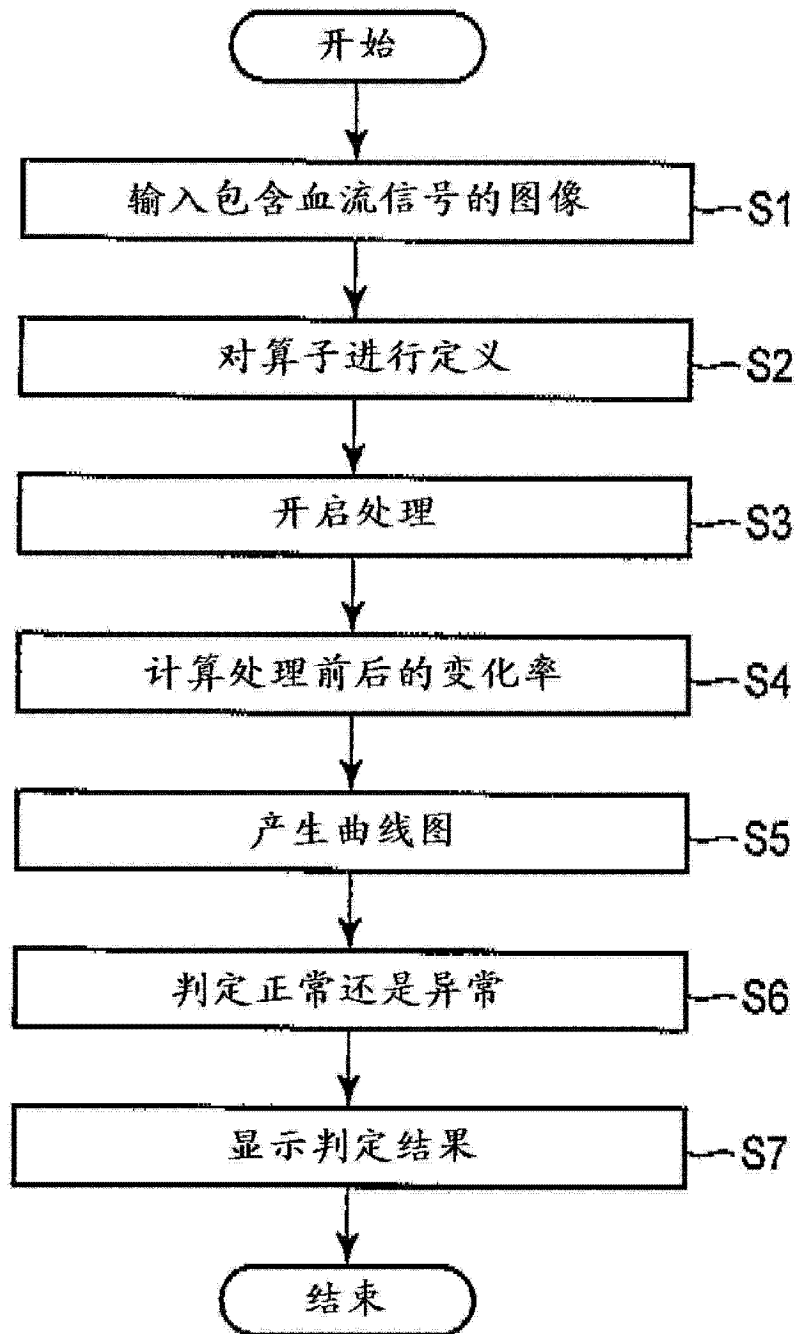 开始
输入包含血流信号的图像
S1
对算子进行定义
S2
开启处理
S3
计算处理前后的变化率
S4
产生曲线图
S5
判定正常还是异常
S6
显示判定结果
S7
结束